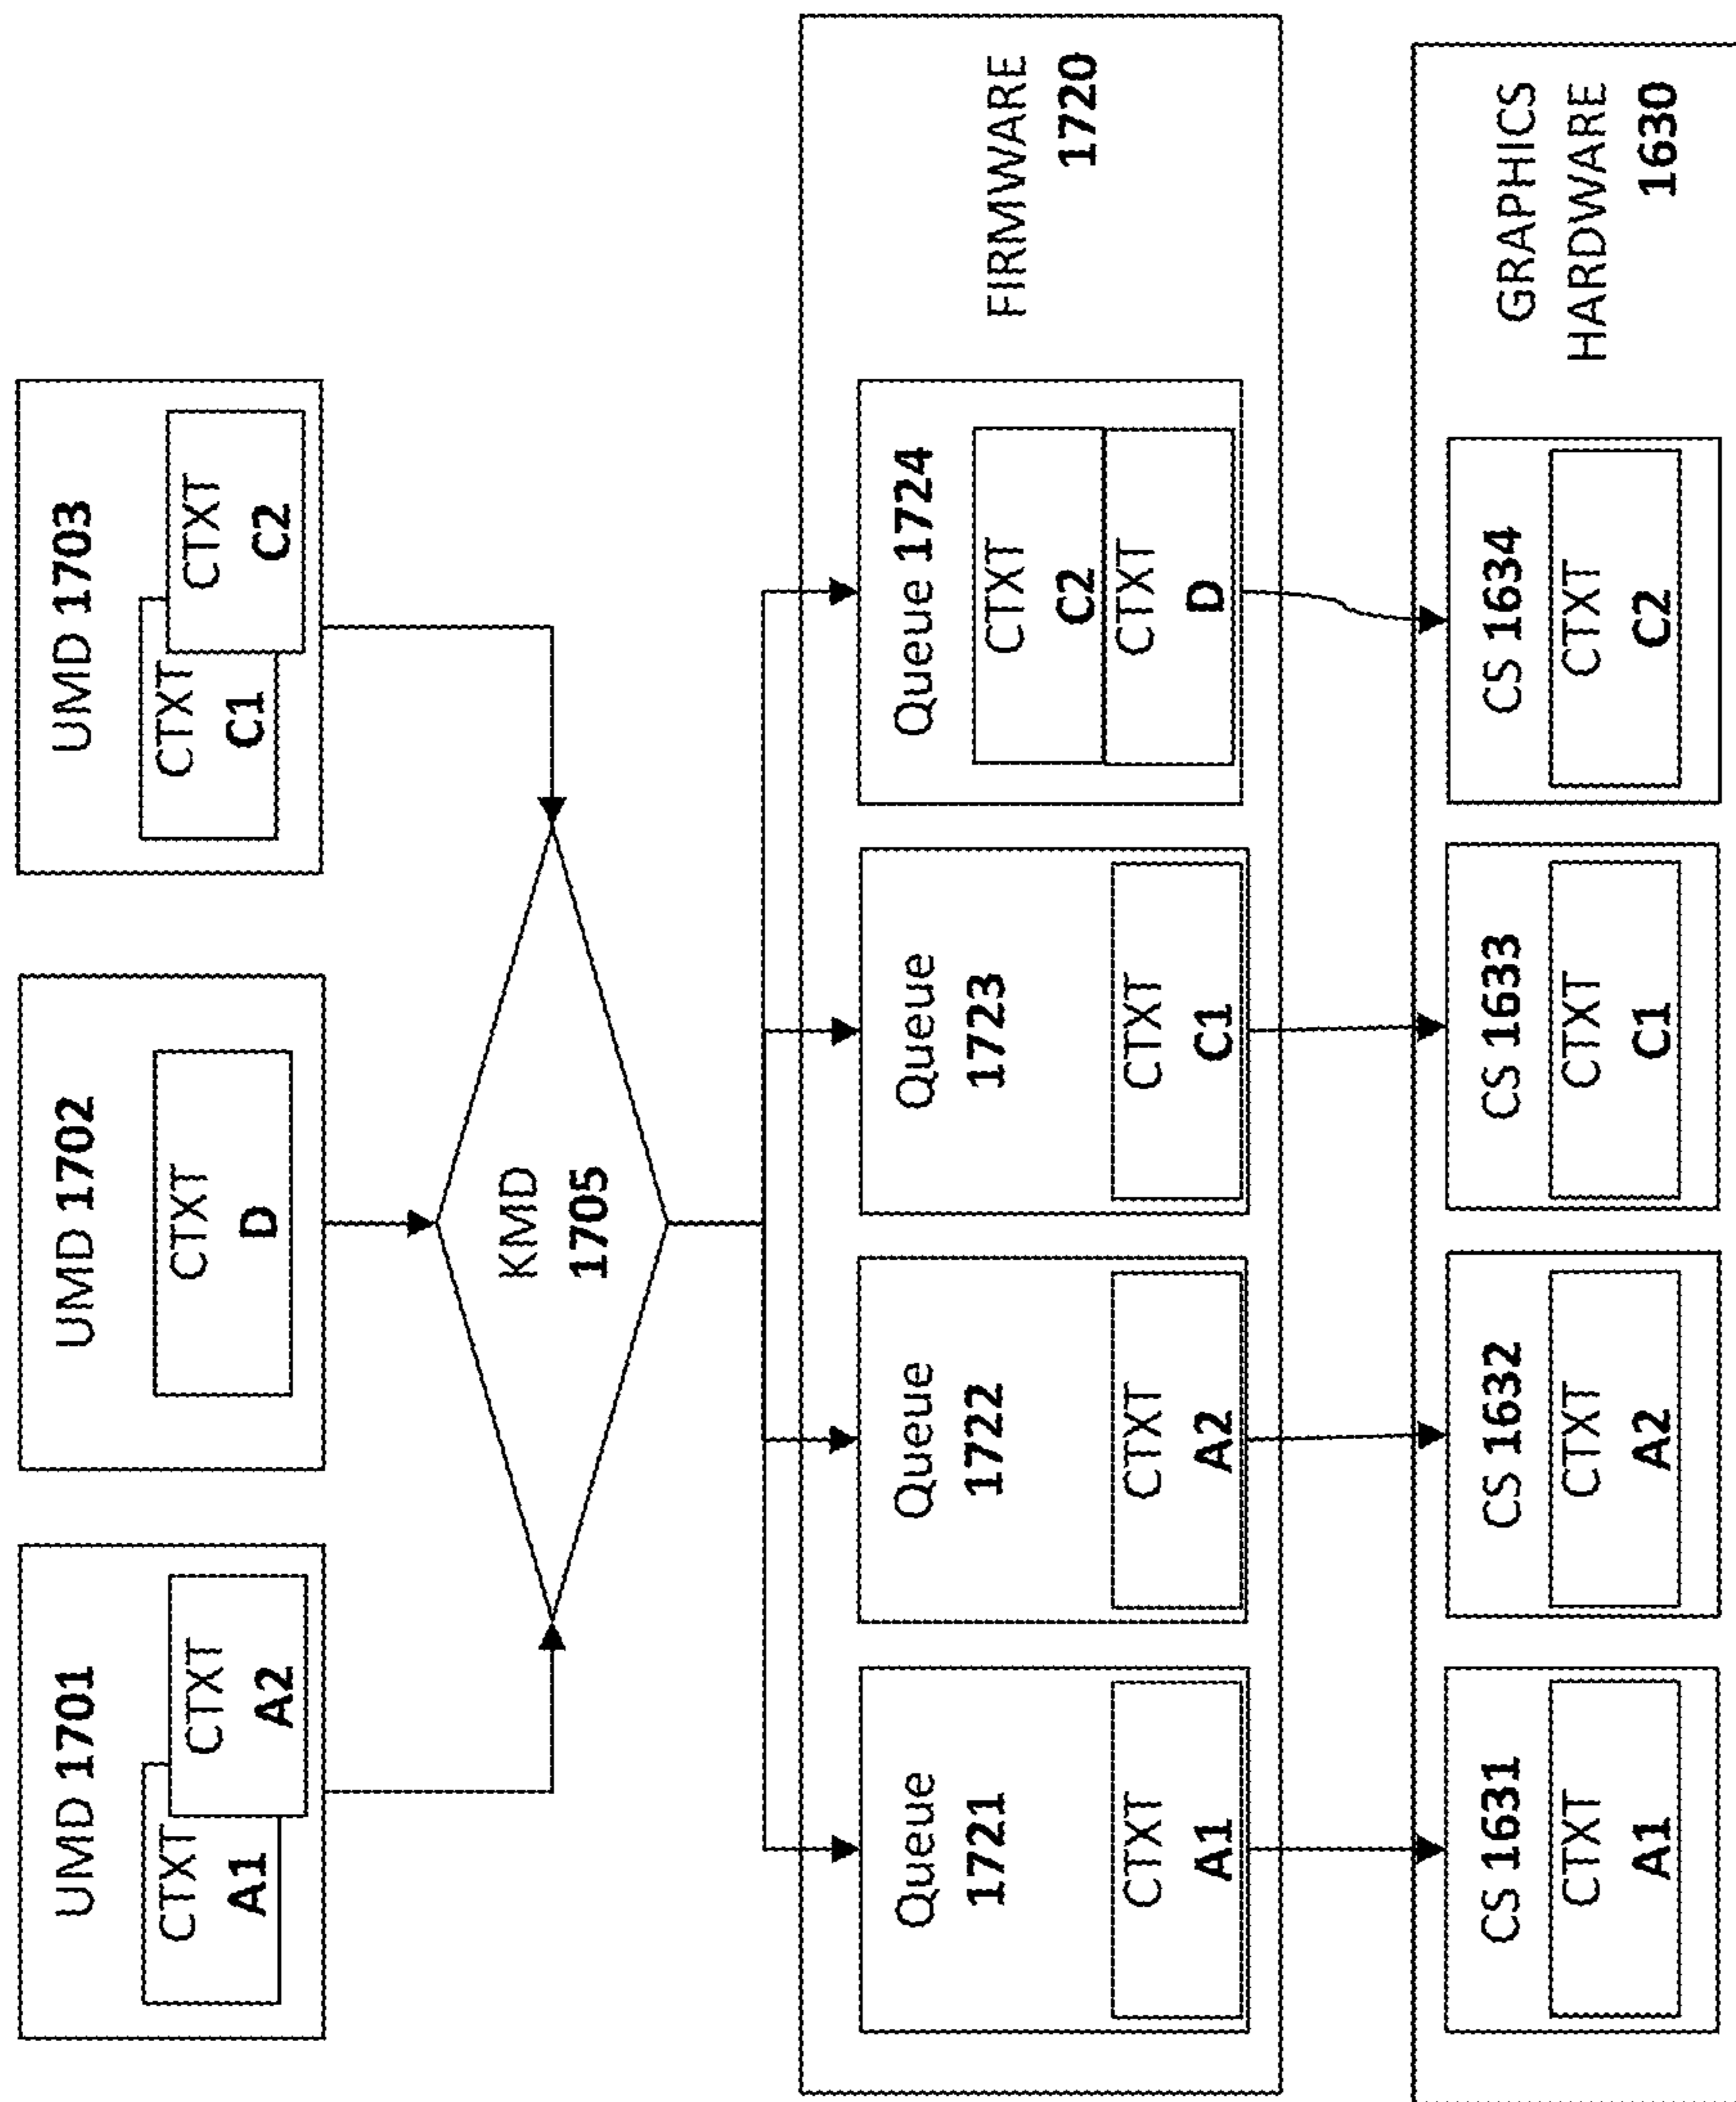 UMD 1701
CTXT
A1
CTXT
A2
UMD 1702
CTXT
D
UMD 1703
CTXT
C1
CTXT
C2
KMD
1705
Queue
1721
CTXT
A1
Queue
1722
CTXT
A2
Queue
1723
CTXT
C1
Queue 1724
CTXT
C2
CTXT
D
FIRMWARE
1720
CS 1631
CTXT
A1
CS 1632
CTXT
A2
CS 1633
CTXT
C1
CS 1634
CTXT
C2
GRAPHICS
HARDWARE
1630